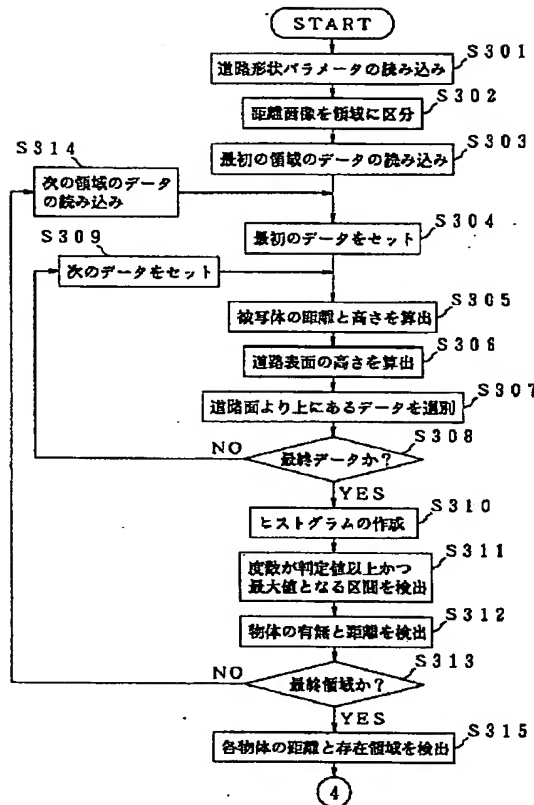 START
S301
道路形状パラメータの読み込み
S302
距離画像を領域に区分
S303
最初の領域のデータの読み込み
S314
次の領域のデータ
の読み込み
S304
最初のデータをセット
S309
次のデータをセット
S305
被写体の距離と高さを算出
S306
道路表面の高さを算出
S307
道路面より上にあるデータを選別
S308
最終データか？
NO
YES
S310
ヒストグラムの作成
S311
度数が判定値以上かつ
最大値となる区間を検出
S312
物体の有無と距離を検出
S313
最終領域か？
NO
YES
S315
各物体の距離と存在領域を検出
4